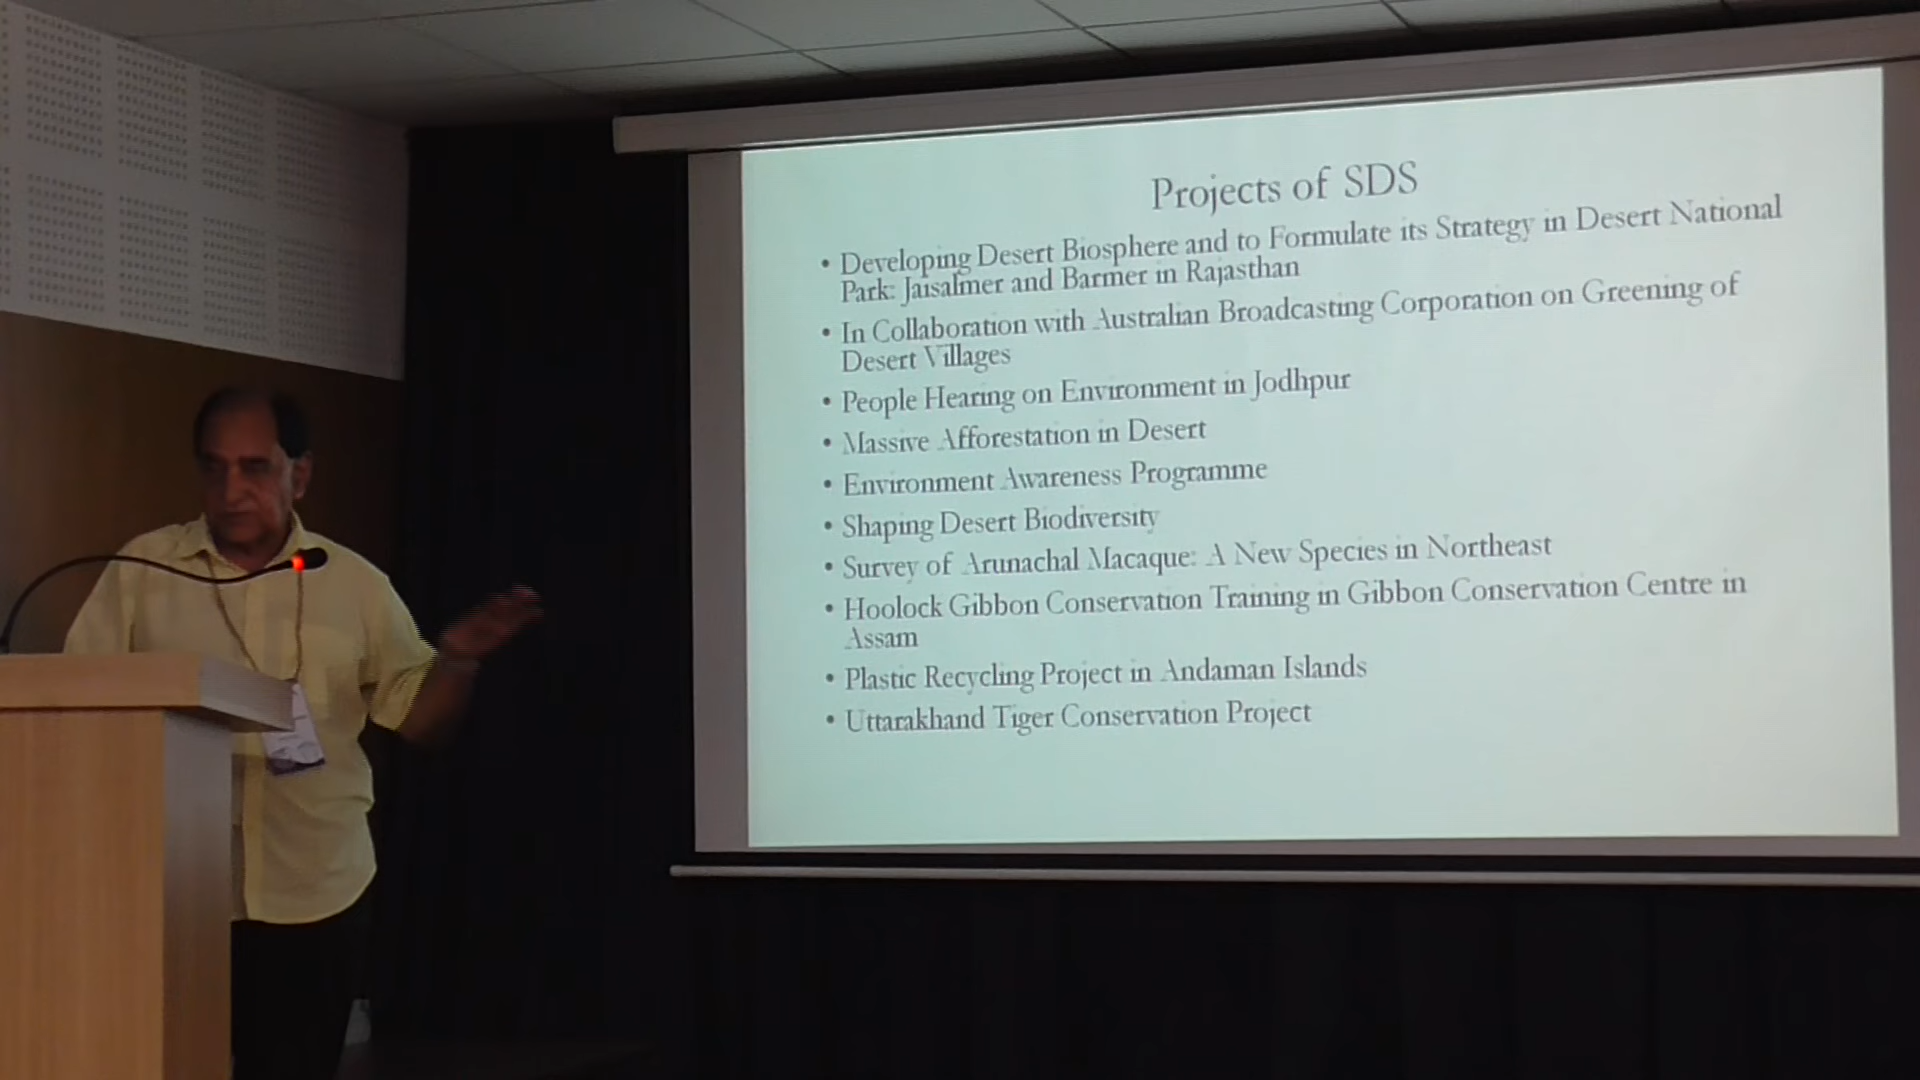 Projects of SDS
• Developing Desert Biosphere and to Formulate its Strategy in Desert National
Park: Jaisalmer and Barmer in Rajasthan
• In Collaboration with Australian Broadcasting Corporation on Greening of
Desert Villages
• People Hearing on Environment in Jodhpur
• Massive Afforestation in Desert
• Environment Awareness Programme
• Shaping Desert Biodiversity
• Survey of Arunachal Macaque: A New Species in Northeast
• Hoolock Gibbon Conservation Training in Gibbon Conservation Centre in
Assam
• Plastic Recycling Project in Andaman Islands
• Uttarakhand Tiger Conservation Project